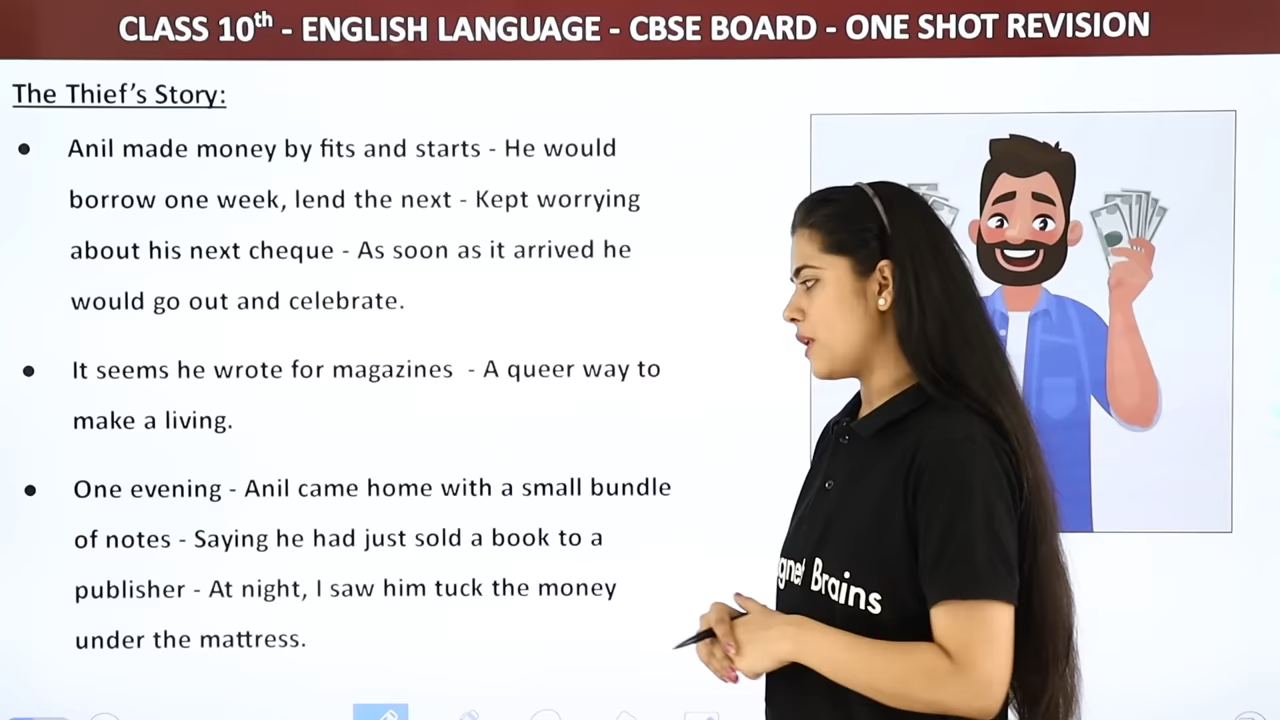 CLASS 10th - ENGLISH LANGUAGE - CBSE BOARD - ONE SHOT REVISION
The Thief's Story:
● Anil made money by fits and starts - He would
borrow one week, lend the next - Kept worrying
about his next cheque - As soon as it arrived he
would go out and celebrate.
● It seems he wrote for magazines - A queer way to
make a living.
● One evening - Anil came home with a small bundle
of notes - Saying he had just sold a book to a
publisher - At night, I saw him tuck the money
under the mattress.
gnet Brains